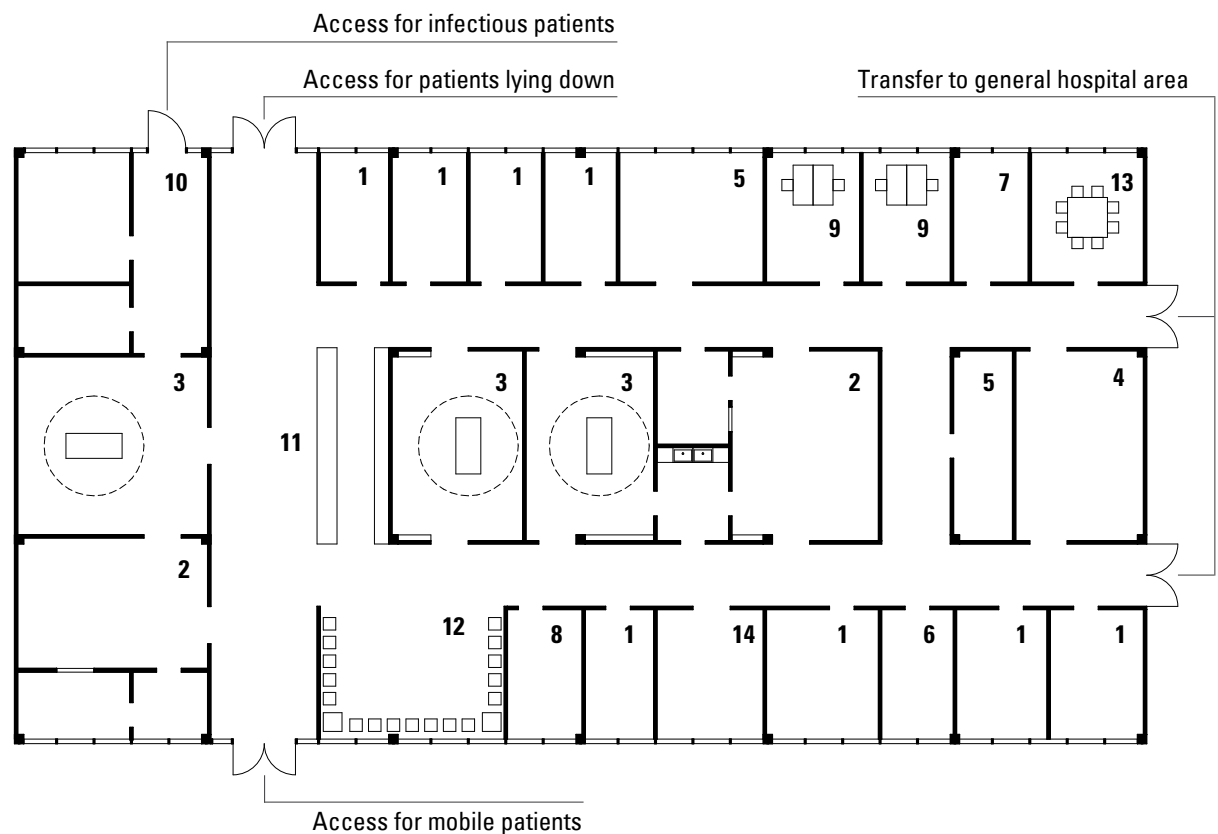 Access for infectious patients
Access for patients lying down
Transfer to general hospital area
10 1 1 1 1 5 9 9 7 13
3 11 3 3 2 5 4
2
12 8 1 14 1 6 1 1
Access for mobile patients